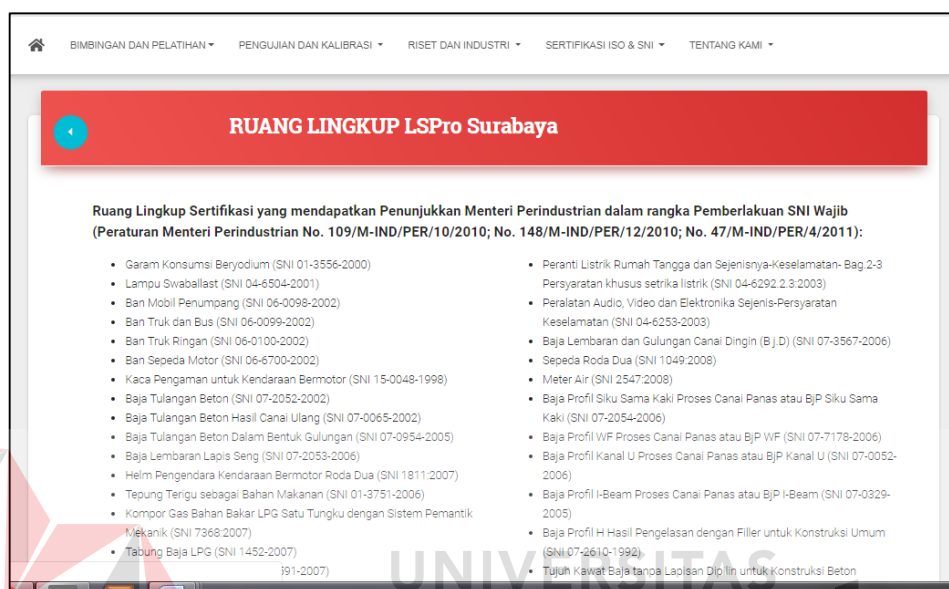 BIMBINGAN DAN PELATIHAN PENGUJIAN DAN KALIBRASI RISET DAN INDUSTRI SERTIFIKASI ISO & SNI TENTANG KAMI
RUANG LINGKUP LSPro Surabaya
Ruang Lingkup Sertifikasi yang mendapatkan Penunjukkan Menteri Perindustrian dalam rangka Pemberlakuan SNI Wajib
(Peraturan Menteri Perindustrian No. 109/M-IND/PER/10/2010; No. 148/M-IND/PER/12/2010; No. 47/M-IND/PER/4/2011):
• Garam Konsumsi Beryodium (SNI 01-3556-2000)
• Lampu Swaballast (SNI 04-6504-2001)
• Ban Mobil Penumpang (SNI 06-0098-2002)
• Ban Truk dan Bus (SNI 06-0099-2002)
• Ban Truk Ringan (SNI 06-0100-2002)
• Ban Sepeda Motor (SNI 06-6700-2002)
• Kaca Pengaman untuk Kendaraan Bermotor (SNI 15-0048-1998)
• Baja Tulangan Beton (SNI 07-2052-2002)
• Baja Tulangan Beton Hasil Canai Ulang (SNI 07-0065-2002)
• Baja Tulangan Beton Dalam Bentuk Gulungan (SNI 07-0954-2005)
• Baja Lembaran Lapis Seng (SNI 07-2053-2006)
• Helm Pengendara Kendaraan Bermotor Roda Dua (SNI 1811:2007)
• Tepung Terigu sebagai Bahan Makanan (SNI 01-3751-2006)
• Kompor Gas Bahan Bakar LPG Satu Tungku dengan Sistem Pemantik
Mekanik (SNI 7368:2007)
• Tabung Baja LPG (SNI 1452-2007)
591-2007)
• Peranti Listrik Rumah Tangga dan Sejenisnya-Keselamatan- Bag.2-3
Persyaratan khusus setrika listrik (SNI 04-6292.2.3:2003)
• Peralatan Audio, Video dan Elektronika Sejenis-Persyaratan
Keselamatan (SNI 04-6253-2003)
• Baja Lembaran dan Gulungan Canai Dingin (B j.D) (SNI 07-3567-2006)
• Sepeda Roda Dua (SNI 1049:2008)
• Meter Air (SNI 2547:2008)
• Baja Profil Siku Sama Kaki Proses Canai Panas atau BjP Siku Sama
Kaki (SNI 07-2054-2006)
• Baja Profil WF Proses Canai Panas atau BjP WF (SNI 07-7178-2006)
• Baja Profil Kanal U Proses Canai Panas atau BjP Kanal U (SNI 07-0052-
2006)
• Baja Profil I-Beam Proses Canai Panas atau BjP I-Beam (SNI 07-0329-
2005)
• Baja Profil H Hasil Pengelasan dengan Filler untuk Konstruksi Umum
(SNI 07-2610-1992)
• Tujuh Kawat Baja tanpa Lapisan Dipilin untuk Konstruksi Beton
UNIVERSITAS